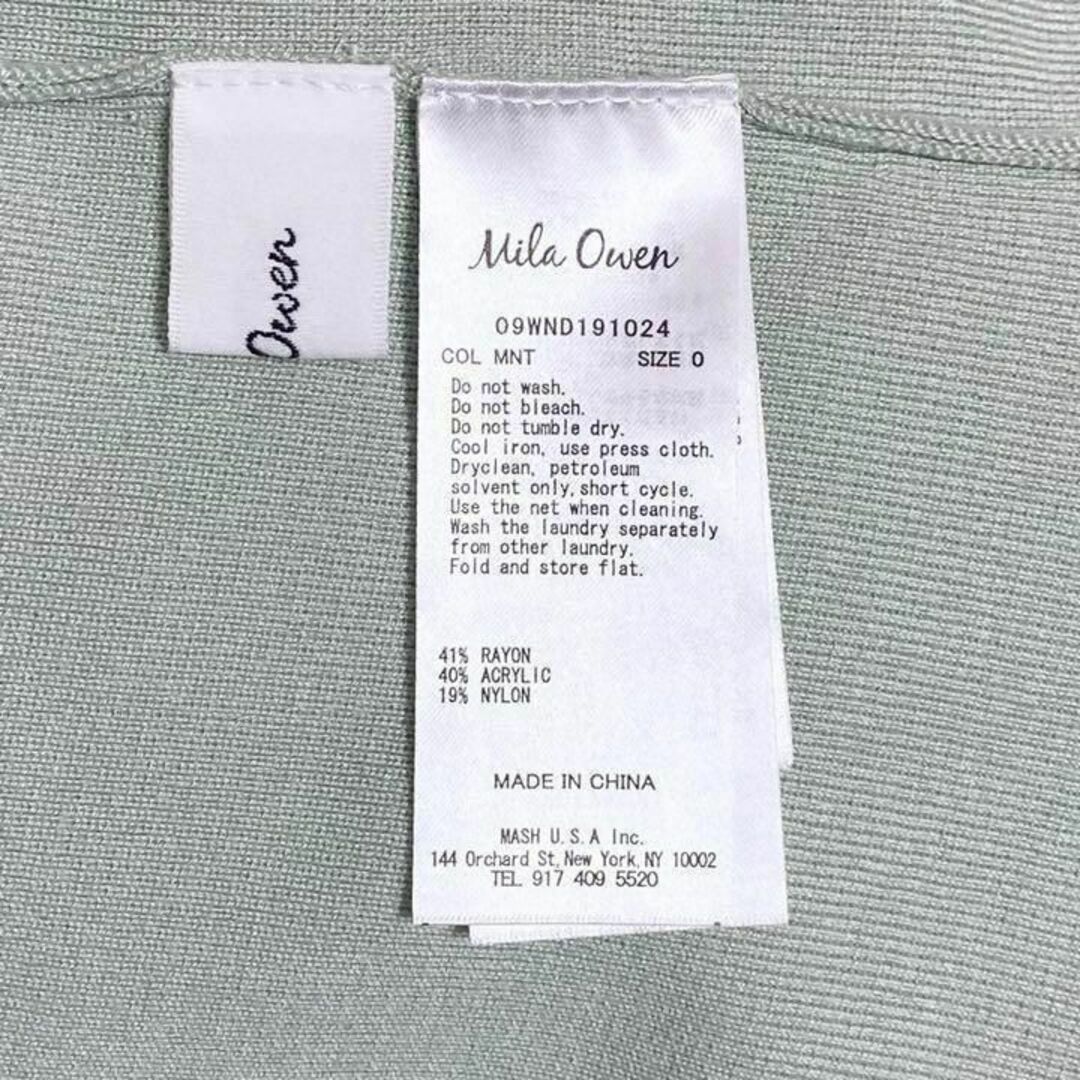 Owen
Mila Owen
09WND191024
COL MNT SIZE 0
Do not wash.
Do not bleach.
Do not tumble dry.
Cool iron, use press cloth.
Dryclean, petroleum
solvent only, short cycle.
Use the net when cleaning.
Wash the laundry separately
from other laundry.
Fold and store flat.
41% RAYON
40% ACRYLIC
19% NYLON
MADE IN CHINA
MASH U.S.A Inc.
144 Orchard St, New York, NY 10002
TEL 917 409 5520